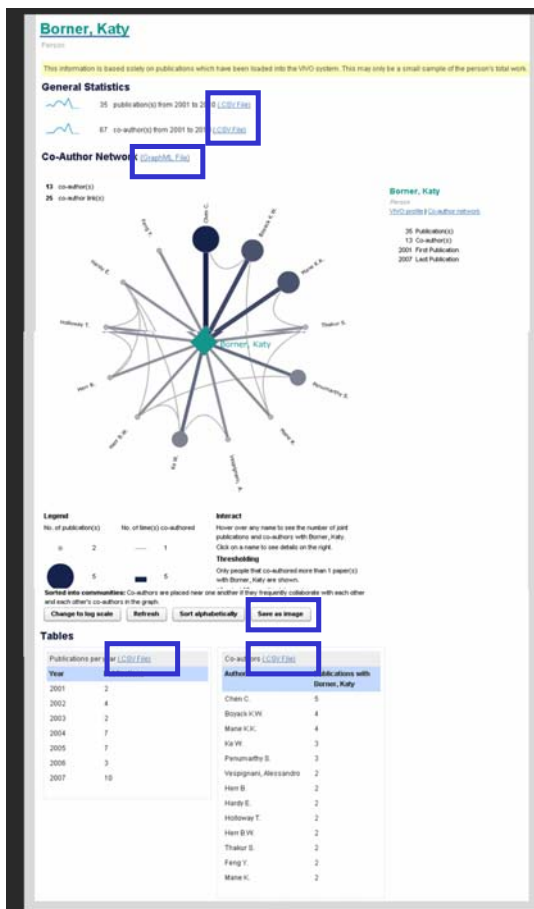 Borner, Katy
Person
This information is based solely on publications which have been loaded into the VIVO system. This may only be a small sample of the person's total work.
General Statistics
35 publication(s) from 2001 to (.CSV File)
67 co-author(s) from 2001 to (.CSV File)
Co-Author Network (GraphML File)
13 co-author(s)
25 co-author link(s)
Borner, Katy
Person
VIVO profile | Co-author network
35 Publication(s)
13 Co-author(s)
2001 First Publication
2007 Last Publication
Chen C.
Boyack K.W.
Mane K.K.
Thakur S.
Penumarthy S.
Mane K.
Vespignani, A.
Ke W.
Herr B.W.
Herr B.
Holloway T.
Hardy E.
Feng Y.
Borner, Katy
Legend
No. of publication(s) No. of time(s) co-authored
2 1
5 5
Interact
Hover over any name to see the number of joint
publications and co-authors with Borner, Katy.
Click on a name to see details on the right.
Thresholding
Only people that co-authored more than 1 paper(s)
with Borner, Katy are shown.
Sorted into communities: Co-authors are placed near one another if they frequently collaborate with each other
and each other's co-authors in the graph.
Change to log scale Refresh Sort alphabetically Save as image
Tables
Publications per year (.CSV File)
Year
2001 2
2002 4
2003 2
2004 7
2005 7
2006 3
2007 10
Co-authors (.CSV File)
Author Publications with
Borner, Katy
Chen C. 5
Boyack K.W. 4
Mane K.K. 4
Ke W. 3
Penumarthy S. 3
Vespignani, Alessandro 2
Herr B. 2
Hardy E. 2
Holloway T. 2
Herr B.W. 2
Thakur S. 2
Feng Y. 2
Mane K. 2